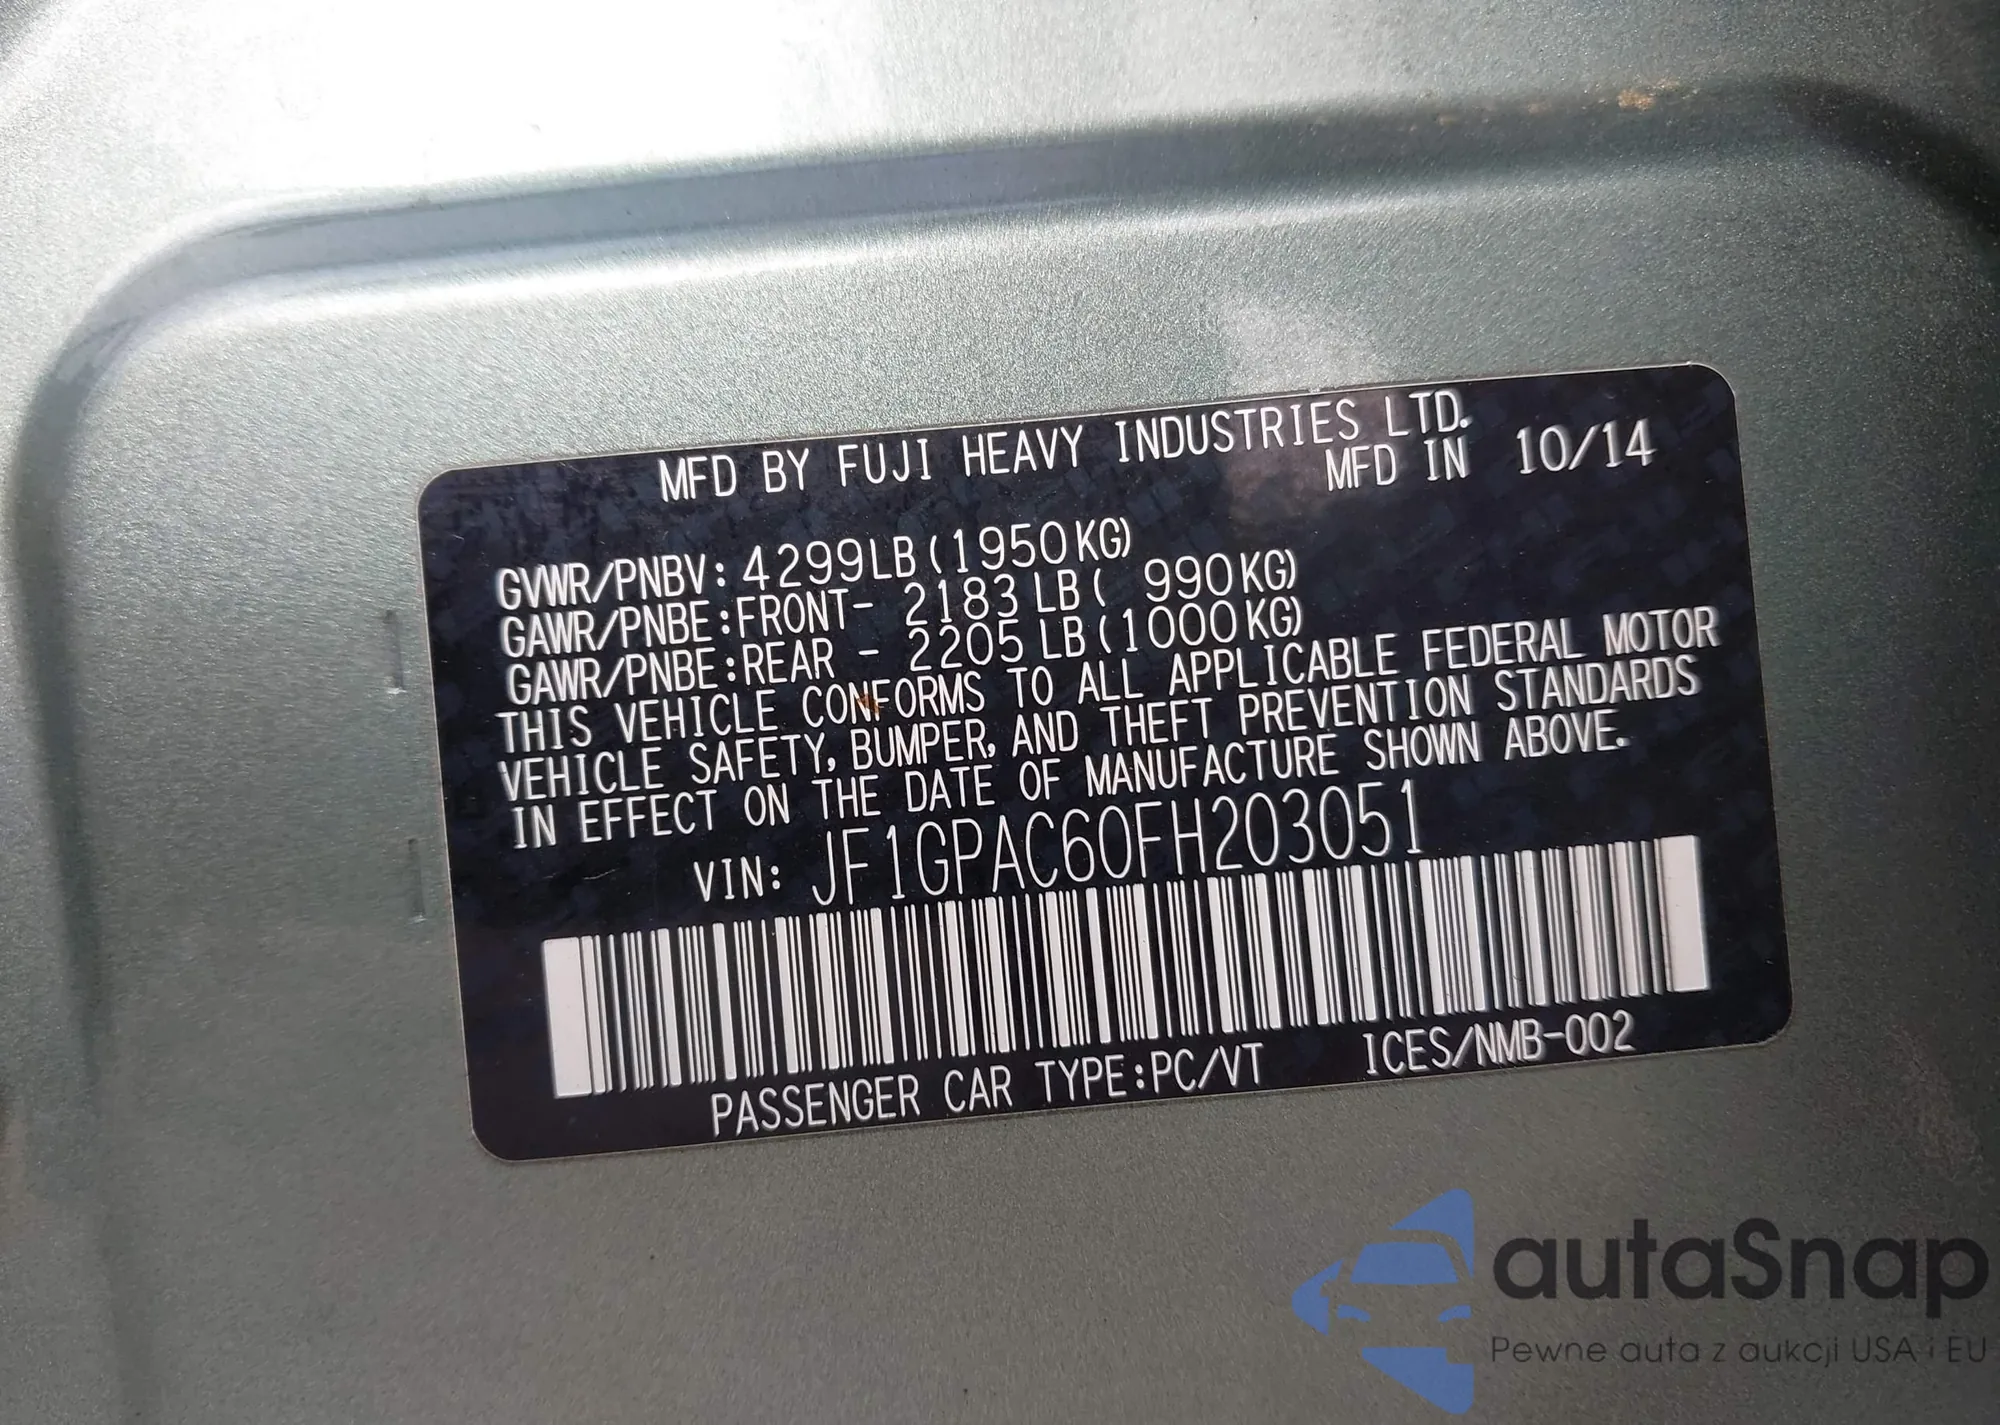 MFD BY FUJI HEAVY INDUSTRIES LTD.
MFD IN 10/14
GVWR/PNBV: 4299LB (1950KG)
GAWR/PNBE:FRONT- 2183 LB ( 990KG)
GAWR/PNBE:REAR - 2205 LB (1000KG)
THIS VEHICLE CONFORMS TO ALL APPLICABLE FEDERAL MOTOR
VEHICLE SAFETY, BUMPER, AND THEFT PREVENTION STANDARDS
IN EFFECT ON THE DATE OF MANUFACTURE SHOWN ABOVE.
VIN: JF1GPAC60FH203051
PASSENGER CAR TYPE:PC/VT ICES/NMB-002
autaSnap
Pewne auta z aukcji USA i EU